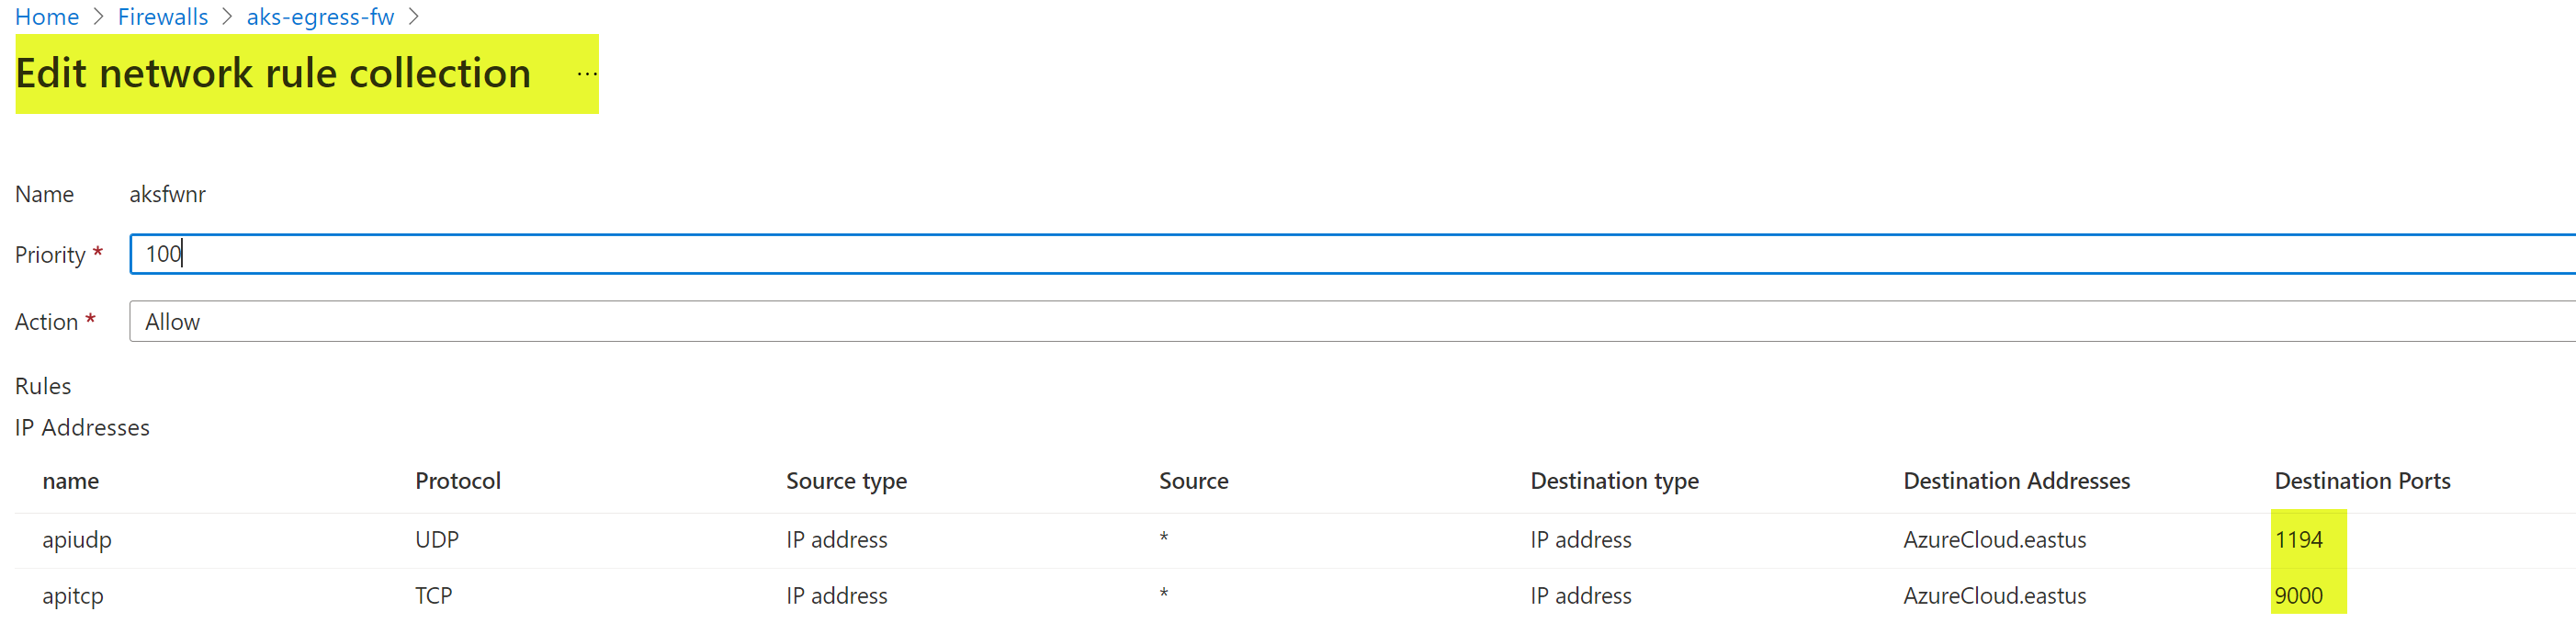 Home > Firewalls > aks-egress-fw >
Edit network rule collection ...
Name aksfwnr
Priority * 100
Action * Allow
Rules
IP Addresses
name Protocol Source type Source Destination type Destination Addresses Destination Ports
apiudp UDP IP address * IP address AzureCloud.eastus 1194
apitcp TCP IP address * IP address AzureCloud.eastus 9000